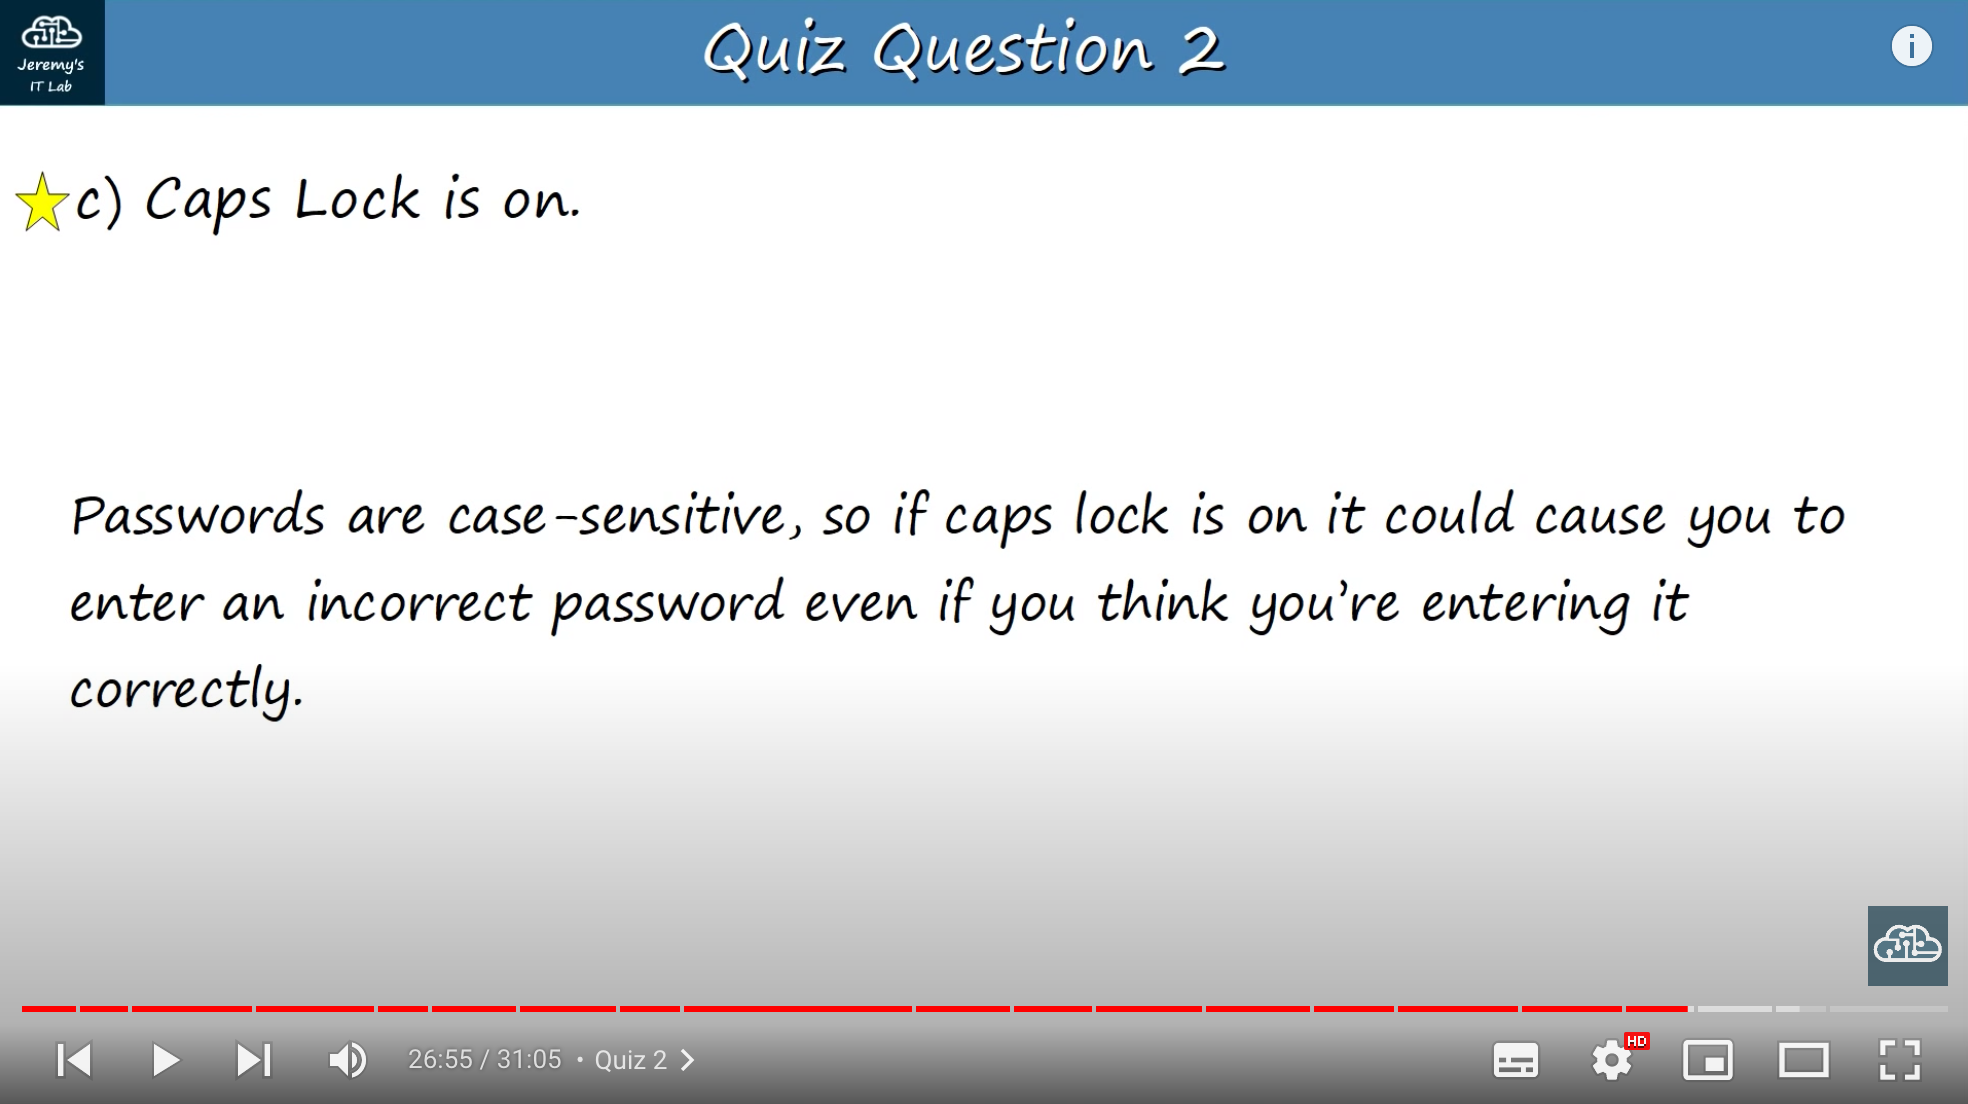 Jeremy's
IT Lab
Quiz Question 2
c) Caps Lock is on.
Passwords are case-sensitive, so if caps lock is on it could cause you to
enter an incorrect password even if you think you're entering it
correctly.
26:55 / 31:05 • Quiz 2
HD